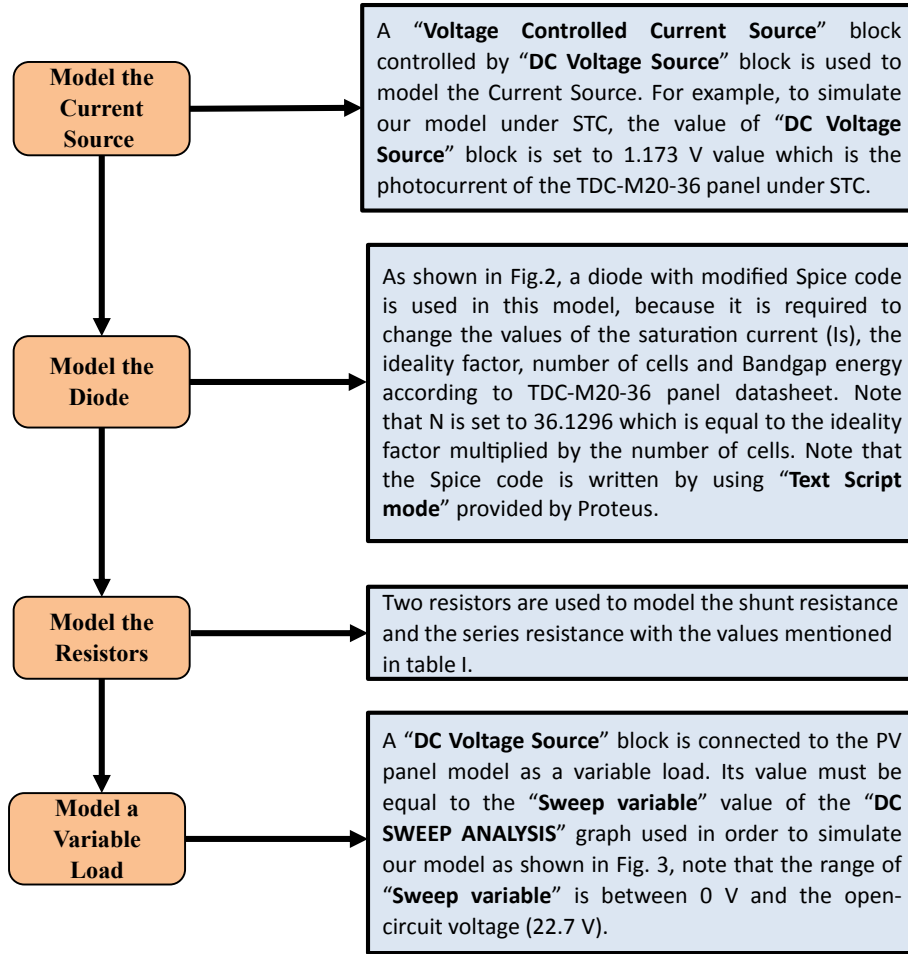 Model the
Current
Source
A “Voltage Controlled Current Source” block
controlled by “DC Voltage Source” block is used to
model the Current Source. For example, to simulate
our model under STC, the value of “DC Voltage
Source” block is set to 1.173 V value which is the
photocurrent of the TDC-M20-36 panel under STC.
Model the
Diode
As shown in Fig.2, a diode with modified Spice code
is used in this model, because it is required to
change the values of the saturation current (Is), the
ideality factor, number of cells and Bandgap energy
according to TDC-M20-36 panel datasheet. Note
that N is set to 36.1296 which is equal to the ideality
factor multiplied by the number of cells. Note that
the Spice code is written by using “Text Script
mode” provided by Proteus.
Model the
Resistors
Two resistors are used to model the shunt resistance
and the series resistance with the values mentioned
in table I.
Model a
Variable
Load
A “DC Voltage Source” block is connected to the PV
panel model as a variable load. Its value must be
equal to the “Sweep variable” value of the “DC
SWEEP ANALYSIS” graph used in order to simulate
our model as shown in Fig. 3, note that the range of
“Sweep variable” is between 0 V and the open-
circuit voltage (22.7 V).